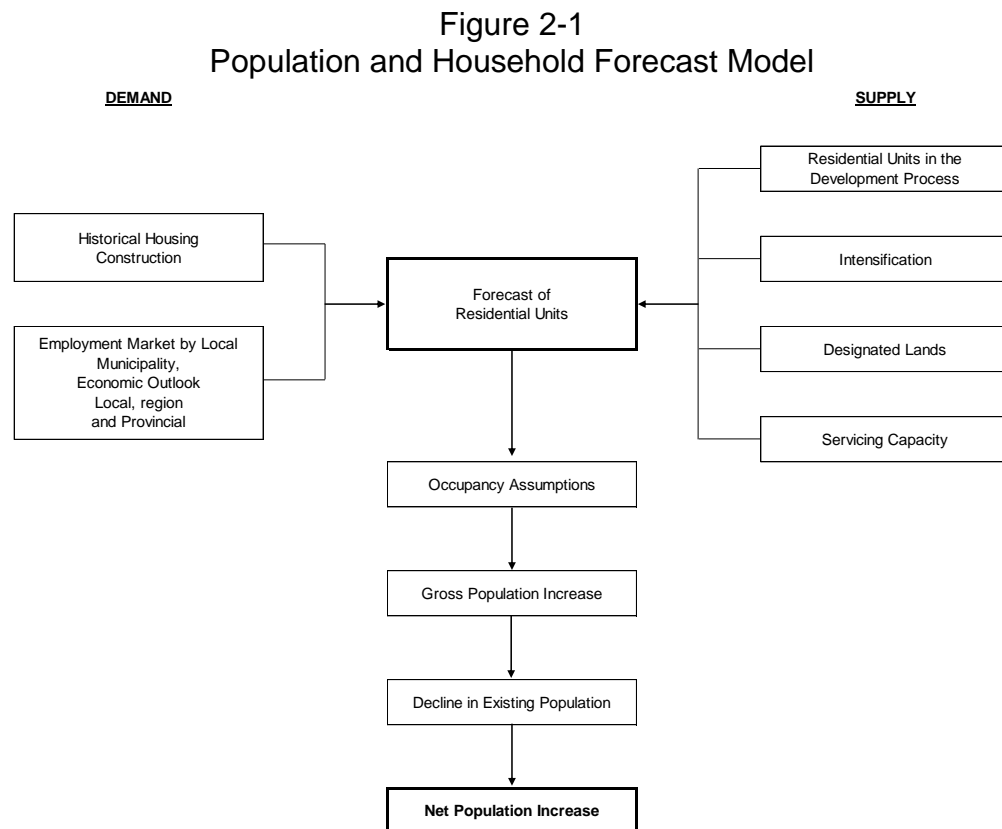 Figure 2-1
Population and Household Forecast Model
DEMAND
SUPPLY
Residential Units in the
Development Process
Historical Housing
Construction
Intensification
Forecast of
Residential Units
Employment Market by Local
Municipality,
Economic Outlook
Local, region
and Provincial
Designated Lands
Servicing Capacity
Occupancy Assumptions
Gross Population Increase
Decline in Existing Population
Net Population Increase